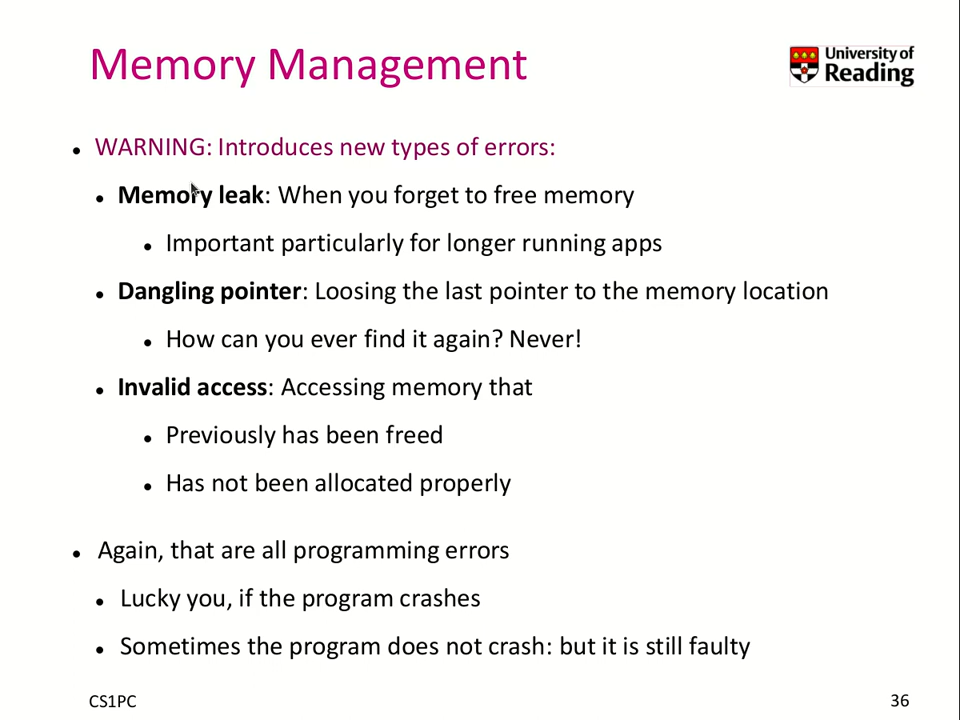 Memory Management
University of
Reading
WARNING: Introduces new types of errors:
Memory leak: When you forget to free memory
Important particularly for longer running apps
Dangling pointer: Loosing the last pointer to the memory location
How can you ever find it again? Never!
Invalid access: Accessing memory that
Previously has been freed
Has not been allocated properly
Again, that are all programming errors
Lucky you, if the program crashes
Sometimes the program does not crash: but it is still faulty
CS1PC
36